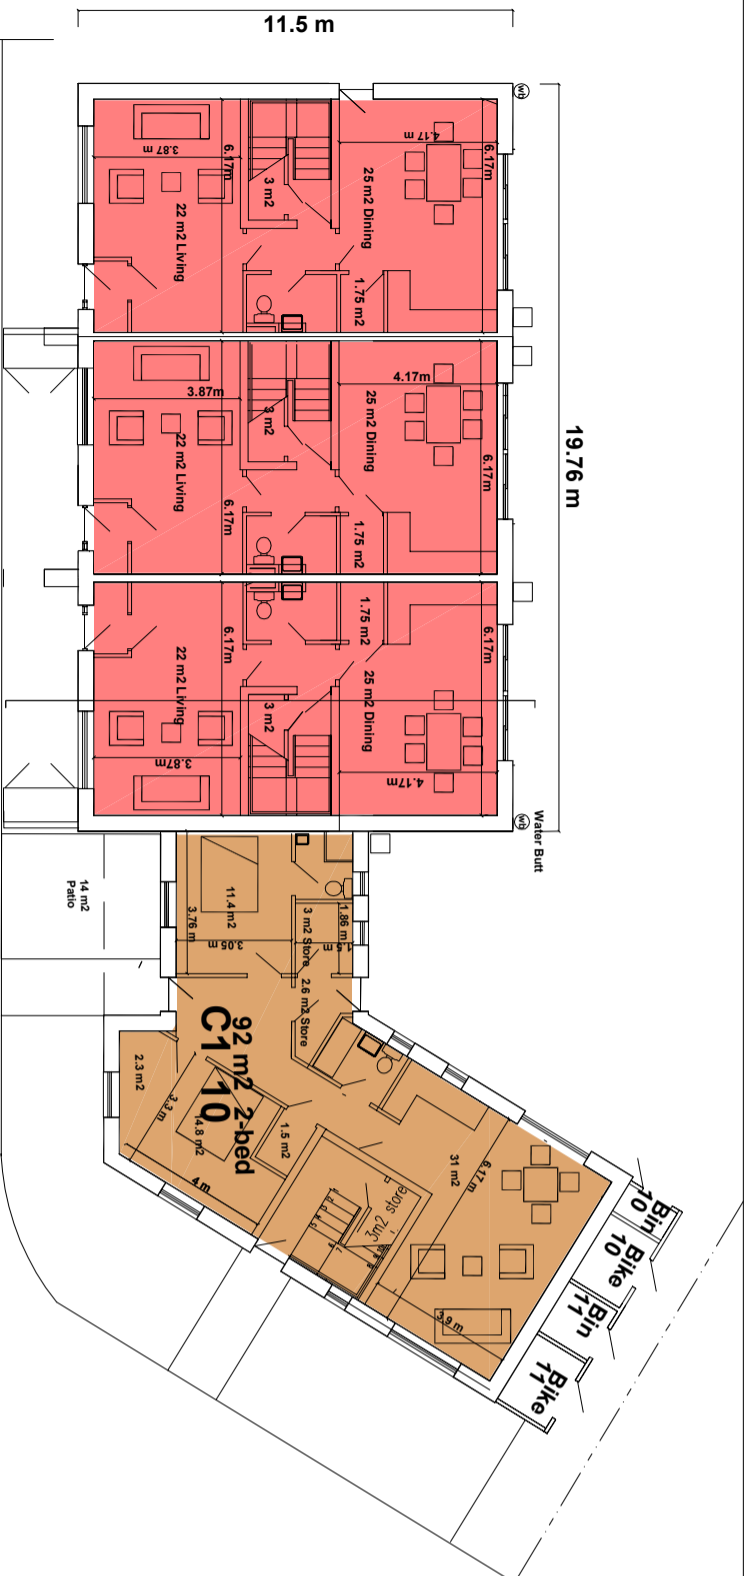 11.5 m
wb
3.87 m
6.17m
3 m2
22 m2 Living
4.17 m
6.17m
25 m2 Dining
1.75 m2
19.76 m
3.87m
4.17m
3 m2
25 m2 Dining
22 m2 Living
6.17m
6.17m
1.75 m2
1.75 m2
6.17m
6.17m
22 m2 Living
25 m2 Dining
3 m2
3.87m
4.17m
wb
Water Butt
14 m2
Patio
11.4 m2
3.76 m
3.05 m
3 m2 Store
1.86 m
2.6 m2 Store
92 m2 2-bed
C1 10
2.3 m2
3.3 m
14.8 m2
4 m
1.5 m2
31 m2
6.17 m
3m2 store
3.9 m
Bin
10
Bike
10
Bin
11
Bike
11